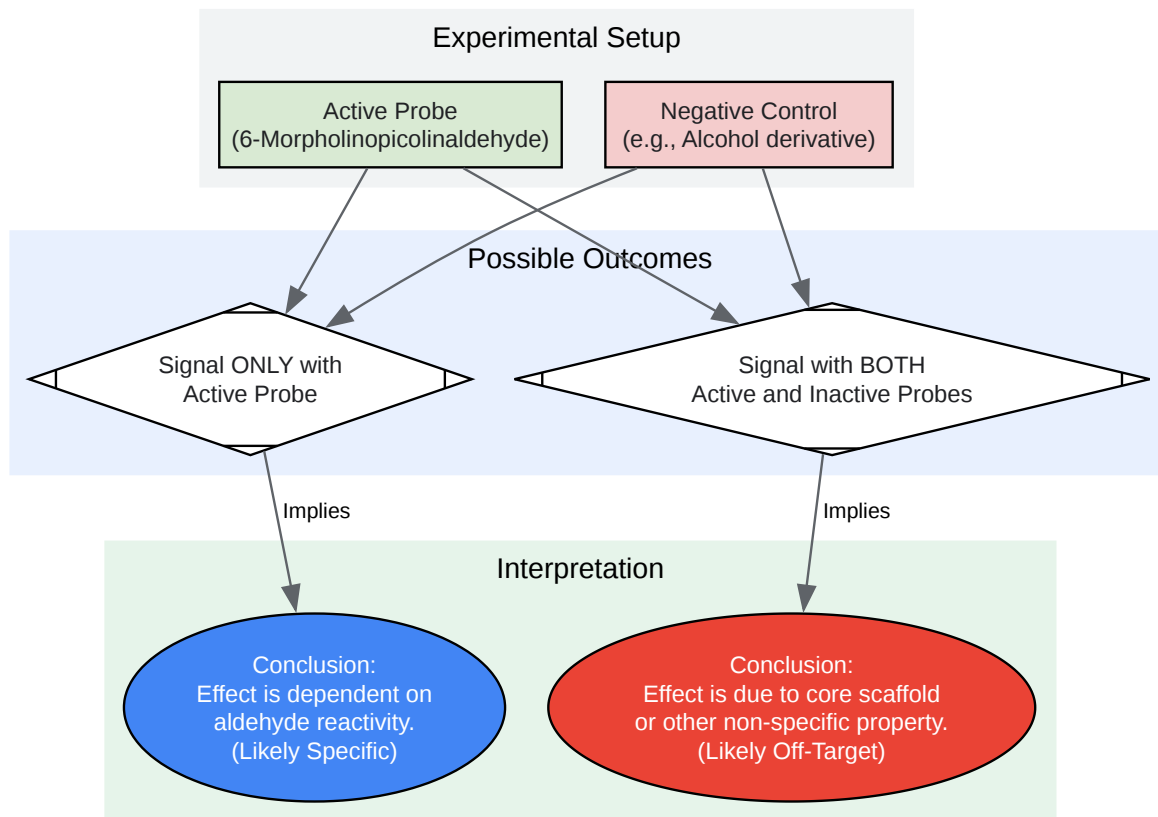 Experimental Setup
Active Probe
(6-Morpholinopicolinaldehyde)
Negative Control
(e.g., Alcohol derivative)
Possible Outcomes
Signal ONLY with
Active Probe
Signal with BOTH
Active and Inactive Probes
Implies
Implies
Interpretation
Conclusion:
Effect is dependent on
aldehyde reactivity.
(Likely Specific)
Conclusion:
Effect is due to core scaffold
or other non-specific property.
(Likely Off-Target)